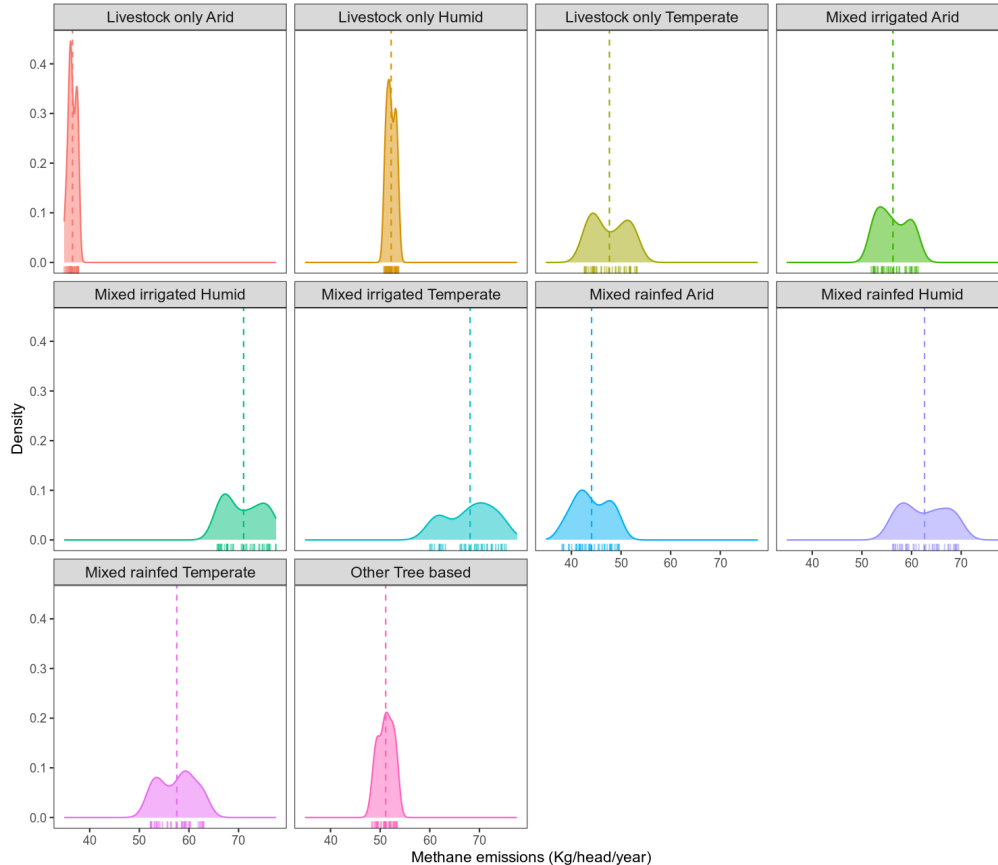 Livestock only Arid
Livestock only Humid
Livestock only Temperate
Mixed irrigated Arid
0.4
0.3
0.2
0.1
0.0
Mixed irrigated Humid
Mixed irrigated Temperate
Mixed rainfed Arid
Mixed rainfed Humid
Density
0.4
0.3
0.2
0.1
0.0
40 50 60 70
40 50 60 70
Mixed rainfed Temperate
Other Tree based
0.4
0.3
0.2
0.1
0.0
40 50 60 70
40 50 60 70
Methane emissions (Kg/head/year)